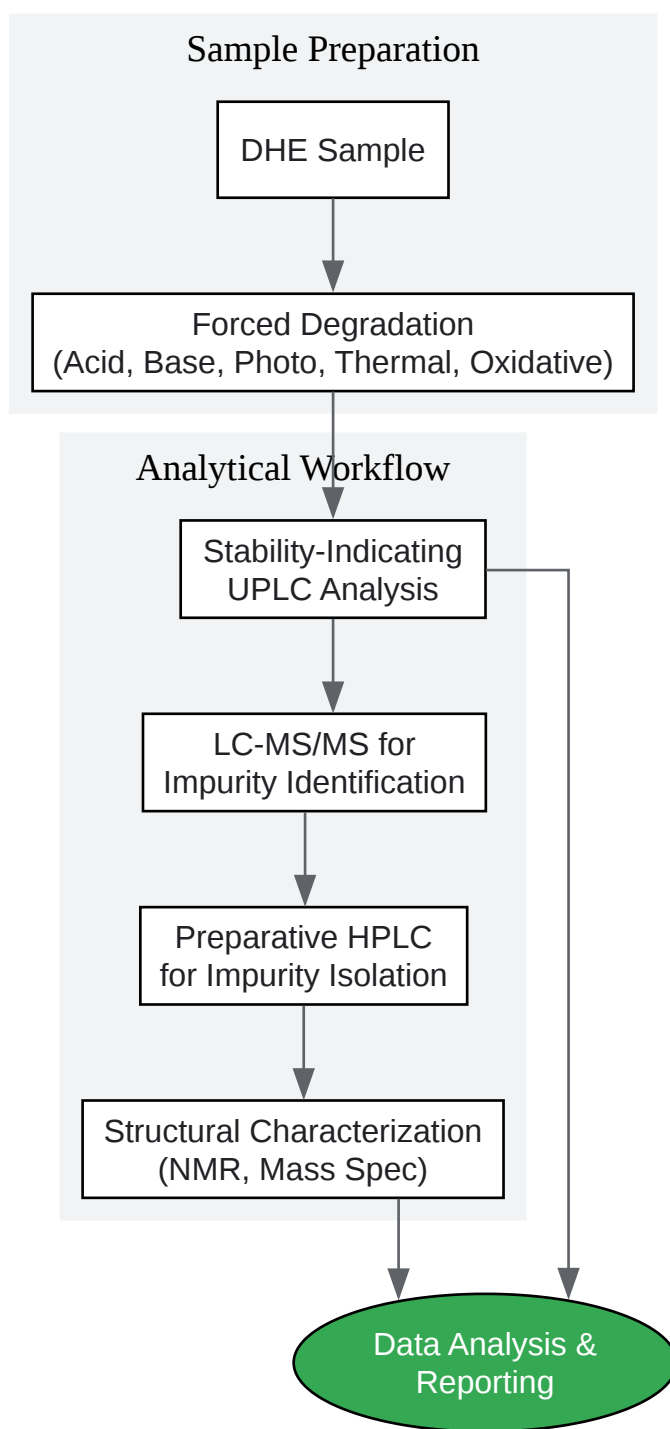 Sample Preparation
DHE Sample
Forced Degradation
(Acid, Base, Photo, Thermal, Oxidative)
Analytical Workflow
Stability-Indicating
UPLC Analysis
LC-MS/MS for
Impurity Identification
Preparative HPLC
for Impurity Isolation
Structural Characterization
(NMR, Mass Spec)
Data Analysis &
Reporting